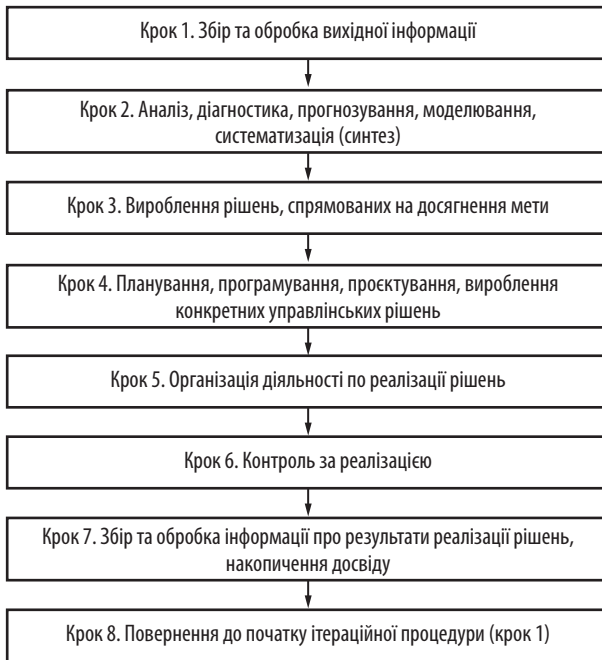 Крок 1. Збір та обробка вихідної інформації
Крок 2. Аналіз, діагностика, прогнозування, моделювання,
систематизація (синтез)
Крок 3. Вироблення рішень, спрямованих на досягнення мети
Крок 4. Планування, програмування, проєктування, вироблення
конкретних управлінських рішень
Крок 5. Організація діяльності по реалізації рішень
Крок 6. Контроль за реалізацією
Крок 7. Збір та обробка інформації про результати реалізації рішень,
накопичення досвіду
Крок 8. Повернення до початку ітераційної процедури (крок 1)